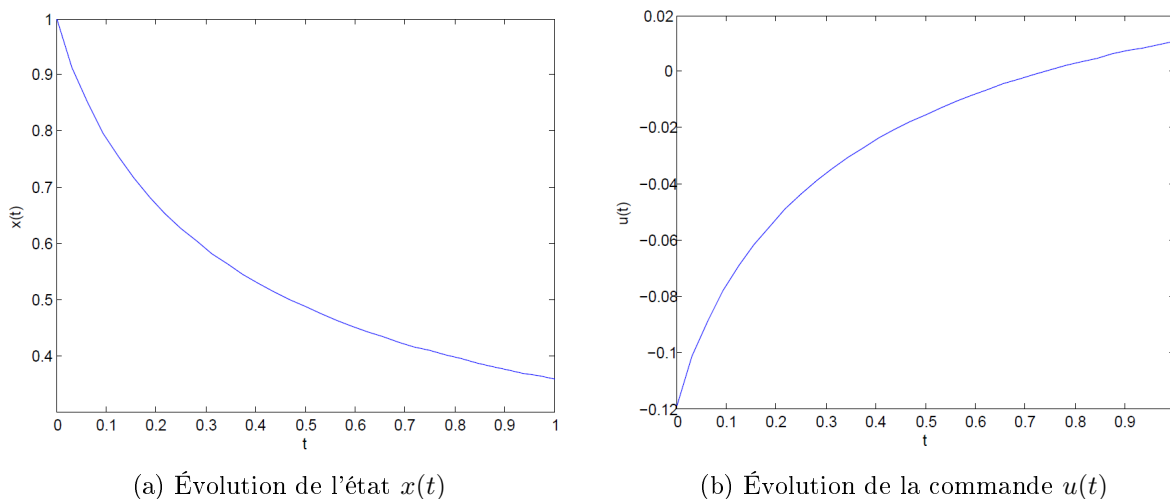 1
0.9
0.8
0.7
0.6
0.5
0.4
x(t)
0 0.1 0.2 0.3 0.4 0.5 0.6 0.7 0.8 0.9 1
t
(a) Évolution de l'état x(t)
0.02
0
−0.02
−0.04
−0.06
−0.08
−0.1
−0.12
u(t)
0 0.1 0.2 0.3 0.4 0.5 0.6 0.7 0.8 0.9
t
(b) Évolution de la commande u(t)